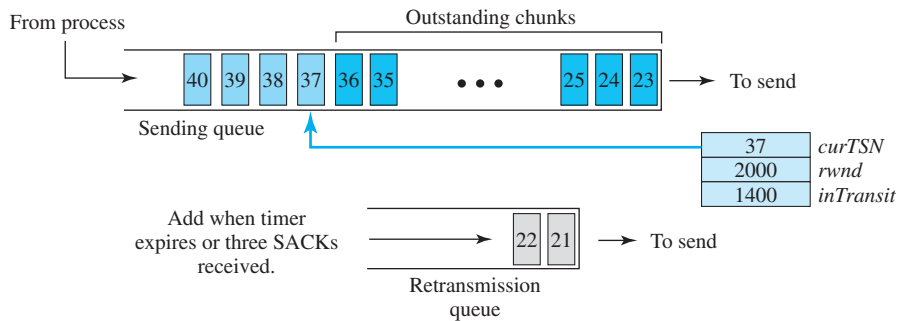 Outstanding chunks
From process
40 39 38 37 36 35 25 24 23
To send
Sending queue
37 curTSN
2000 rwnd
1400 inTransit
Add when timer
expires or three SACKs
received.
22 21
To send
Retransmission
queue